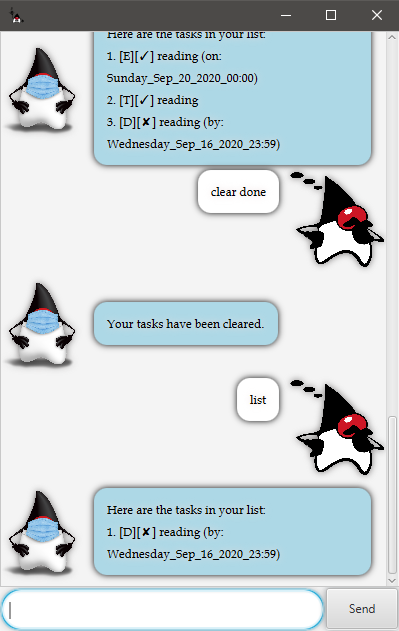 Here are the tasks in your list:
1. [E][✓] reading (on:
Sunday_Sep_20_2020_00:00)
2. [T][✓] reading
3. [D][✘] reading (by:
Wednesday_Sep_16_2020_23:59)
clear done
Your tasks have been cleared.
list
Here are the tasks in your list:
1. [D][✘] reading (by:
Wednesday_Sep_16_2020_23:59)
Send